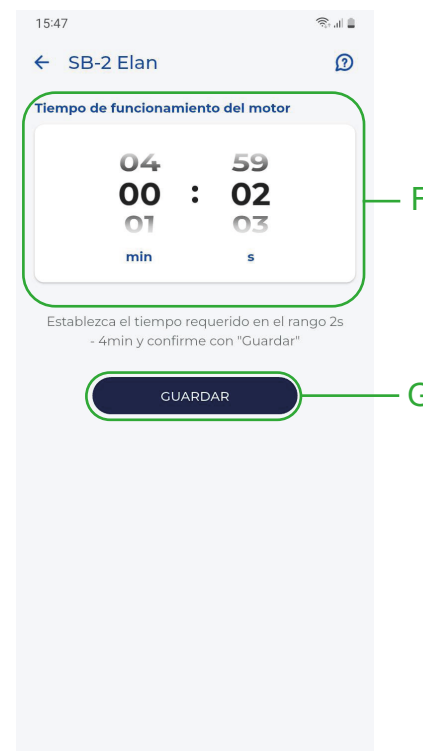 15:47
SB-2 Elan
Tiempo de funcionamiento del motor
04 59
00 : 02
01 03
min s
F
Establezca el tiempo requerido en el rango 2s
- 4min y confirme con "Guardar"
GUARDAR
G